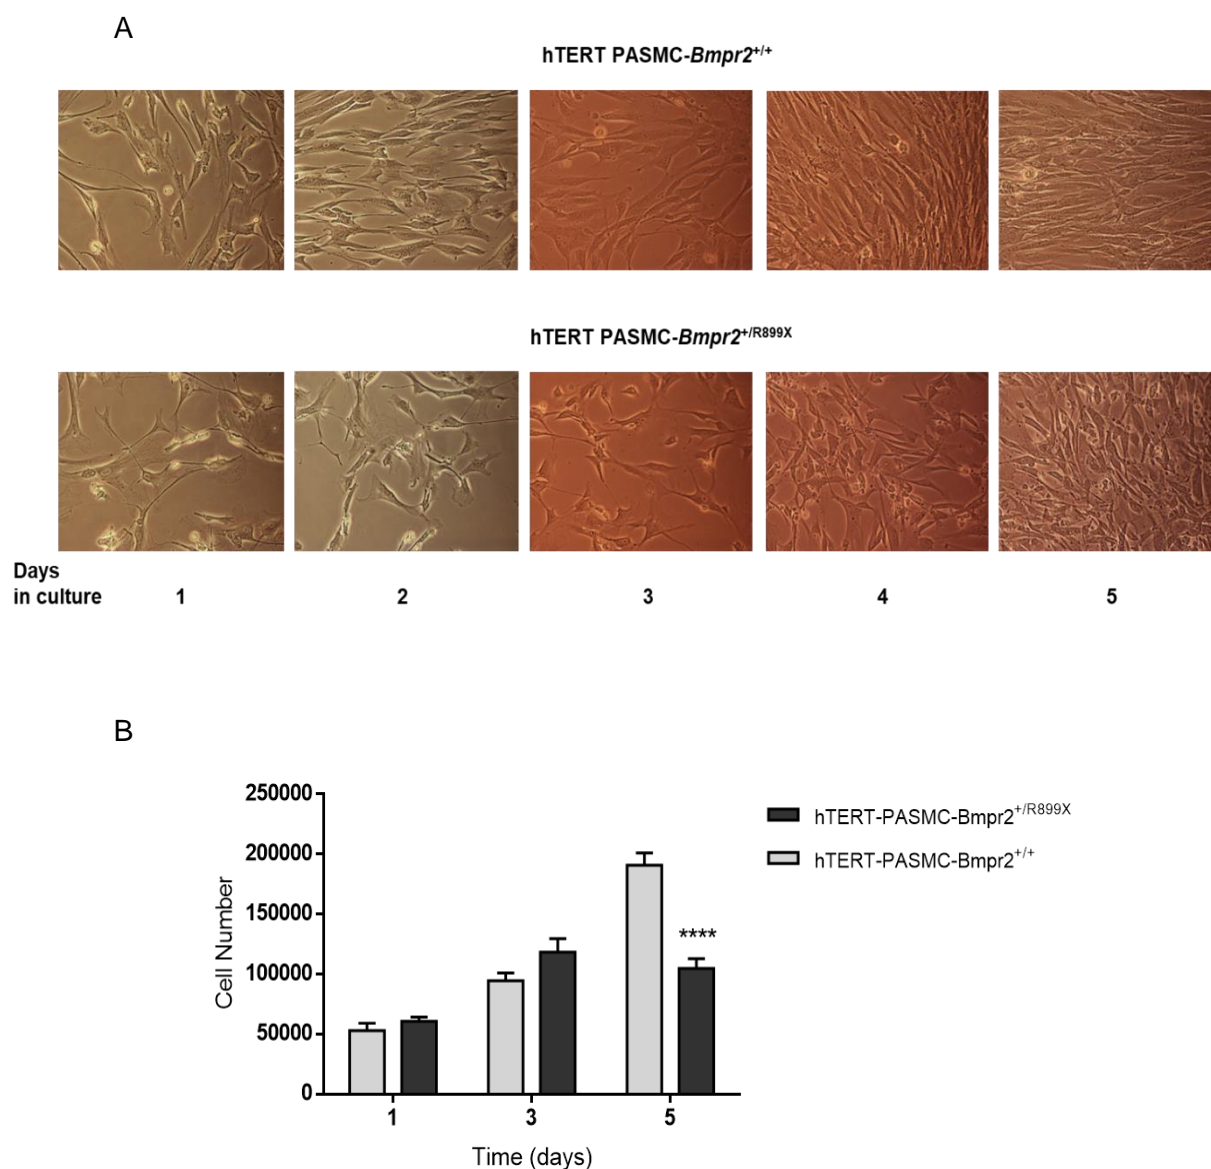 A
hTERT PASMC-Bmpr2+/+
hTERT PASMC-Bmpr2+/R899X
Days
in culture 1 2 3 4 5
B
250000
200000
150000
100000
50000
0
Cell Number
****
1 3 5
Time (days)
hTERT-PASMC-Bmpr2+/R899X
hTERT-PASMC-Bmpr2+/+